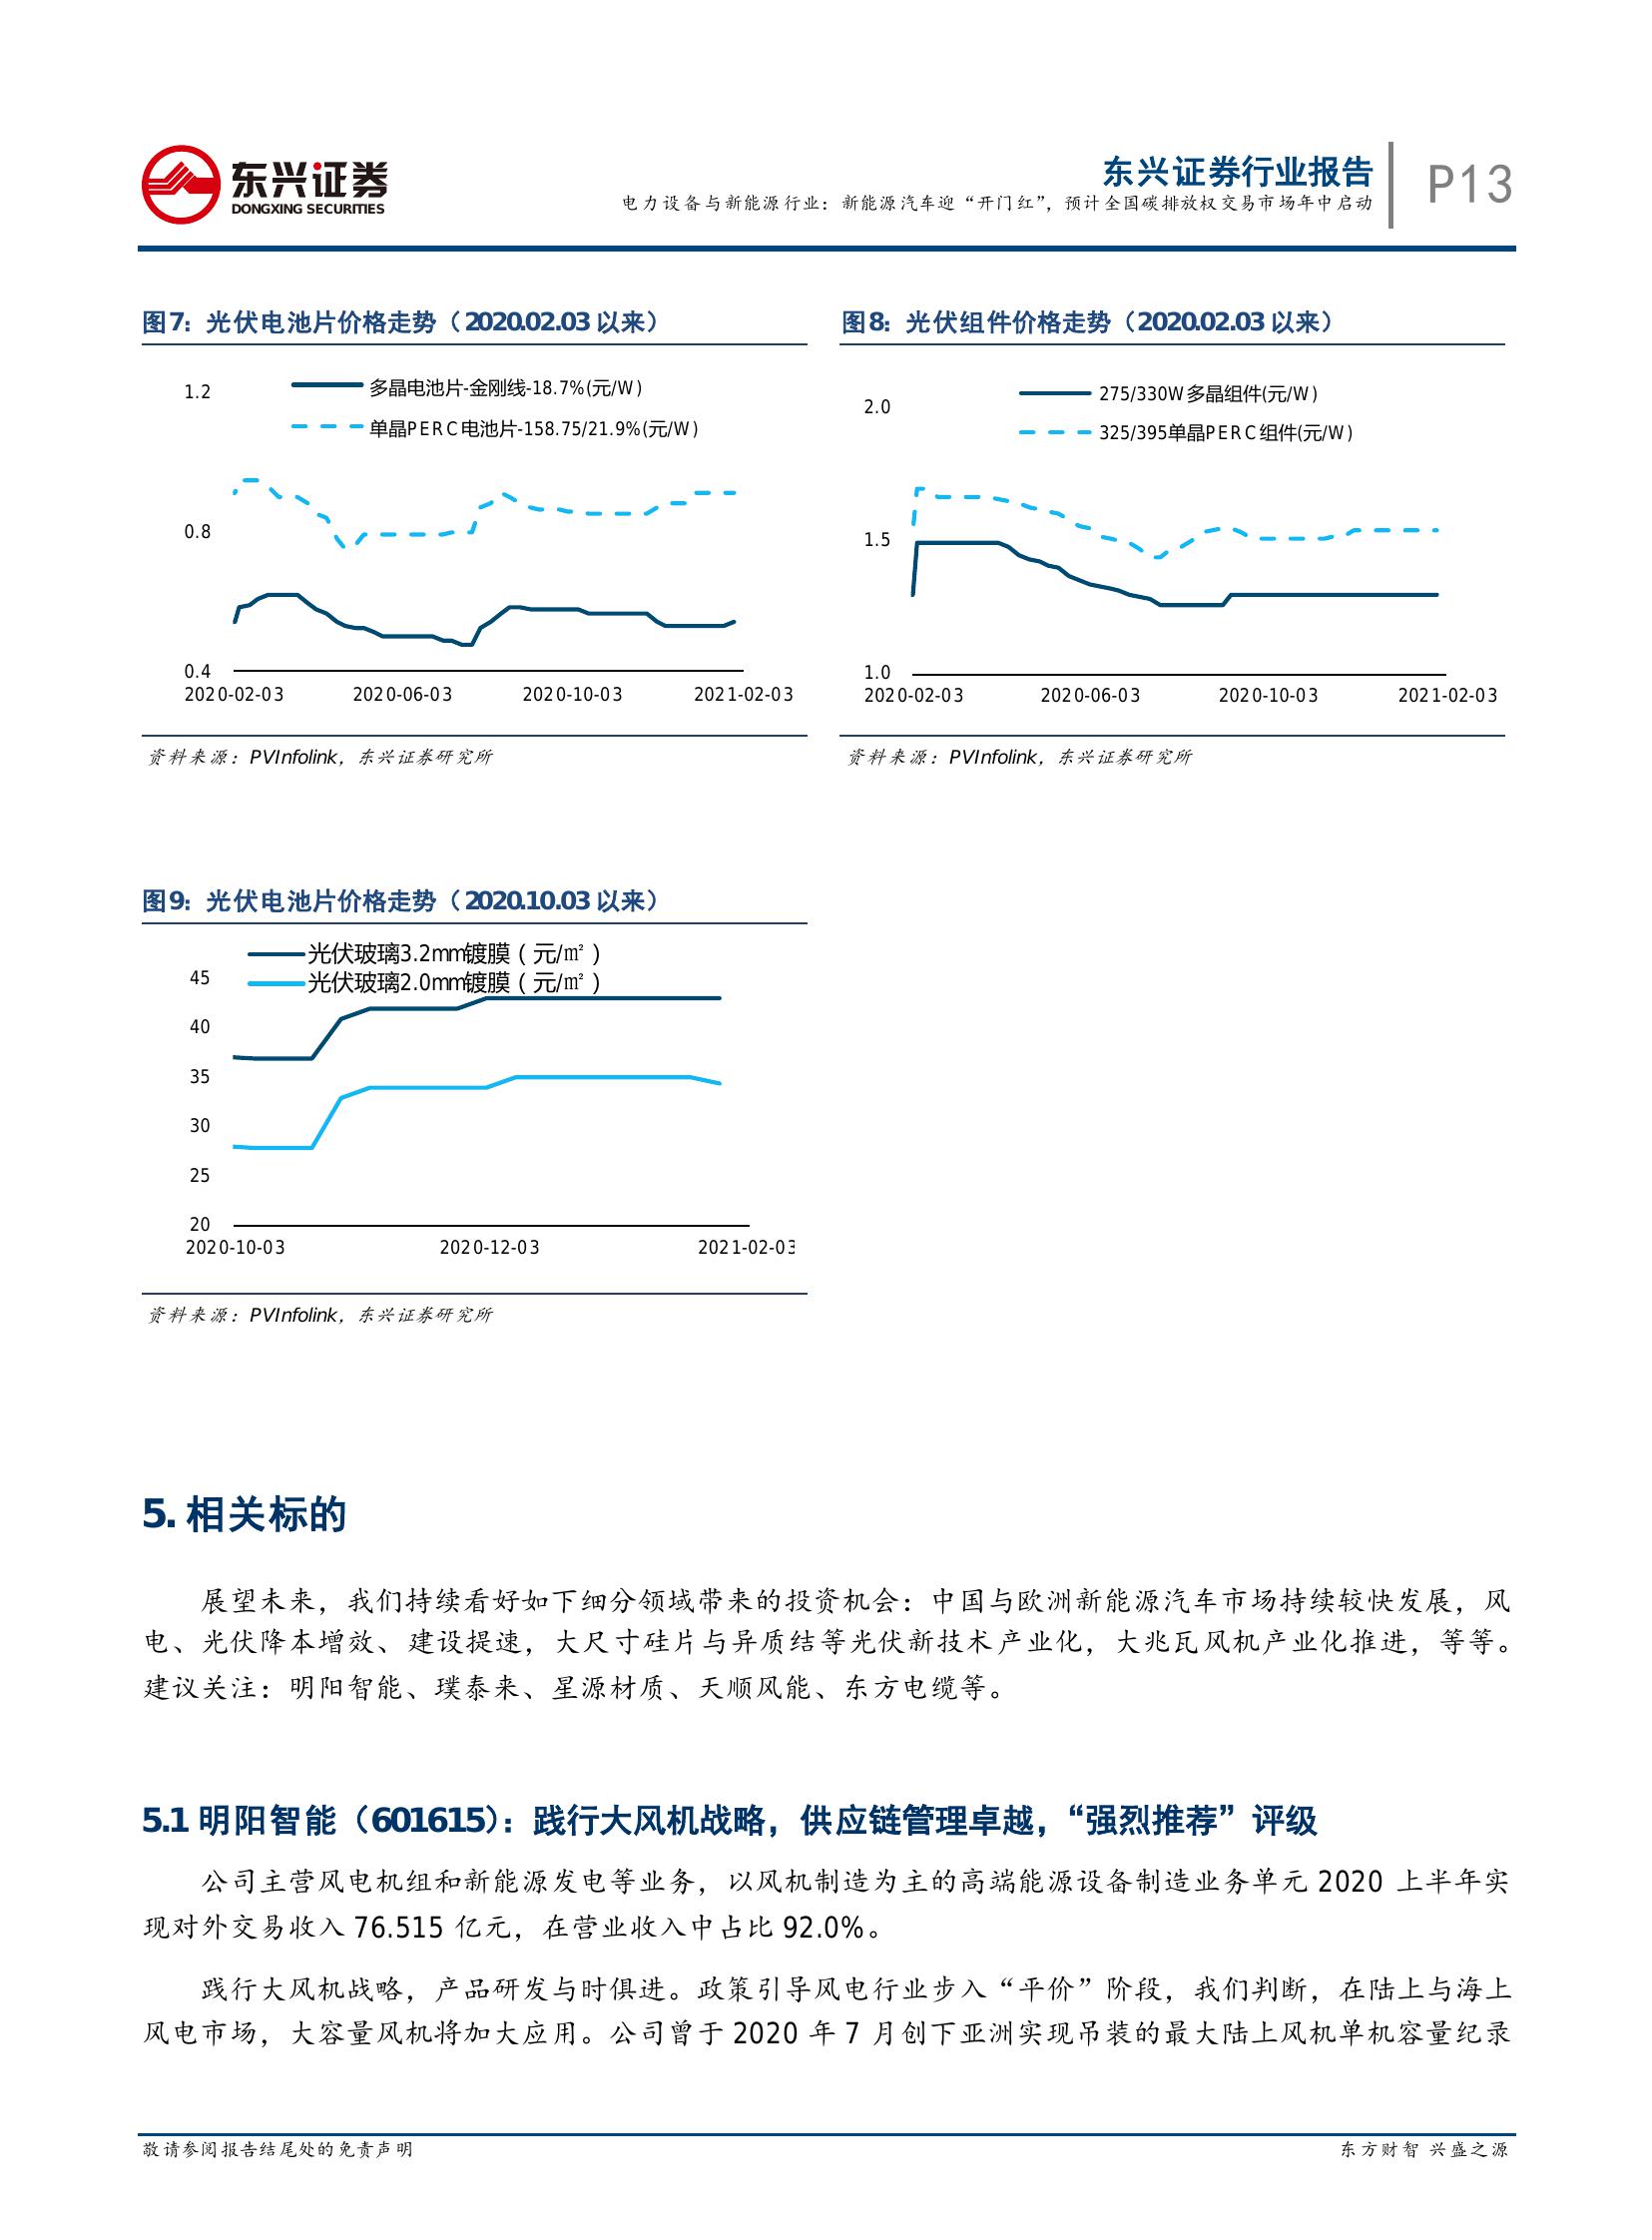 东兴证券
DONGXING SECURITIES
东兴证券行业报告
电力设备与新能源行业：新能源汽车迎“开门红”，预计全国碳排放权交易市场年中启动
P13
图7：光伏电池片价格走势（2020.02.03 以来）
1.2
0.8
0.4
多晶电池片-金刚线-18.7%(元/W)
单晶PERC电池片-158.75/21.9%(元/W)
2020-02-03 2020-06-03 2020-10-03 2021-02-03
资料来源：PVInfolink，东兴证券研究所
图8：光伏组件价格走势（2020.02.03 以来）
2.0
1.5
1.0
275/330W多晶组件(元/W)
325/395单晶PERC组件(元/W)
2020-02-03 2020-06-03 2020-10-03 2021-02-03
资料来源：PVInfolink，东兴证券研究所
图9：光伏电池片价格走势（2020.10.03 以来）
光伏玻璃3.2mm镀膜（元/㎡）
光伏玻璃2.0mm镀膜（元/㎡）
45
40
35
30
25
20
2020-10-03 2020-12-03 2021-02-03
资料来源：PVInfolink，东兴证券研究所
5. 相关标的
展望未来，我们持续看好如下细分领域带来的投资机会：中国与欧洲新能源汽车市场持续较快发展，风
电、光伏降本增效、建设提速，大尺寸硅片与异质结等光伏新技术产业化，大兆瓦风机产业化推进，等等。
建议关注：明阳智能、璞泰来、星源材质、天顺风能、东方电缆等。
5.1 明阳智能（601615）：践行大风机战略，供应链管理卓越，“强烈推荐”评级
公司主营风电机组和新能源发电等业务，以风机制造为主的高端能源设备制造业务单元 2020 上半年实
现对外交易收入 76.515 亿元，在营业收入中占比 92.0%。
践行大风机战略，产品研发与时俱进。政策引导风电行业步入“平价”阶段，我们判断，在陆上与海上
风电市场，大容量风机将加大应用。公司曾于 2020 年 7 月创下亚洲实现吊装的最大陆上风机单机容量纪录
敬请参阅报告结尾处的免责声明
东方财智 兴盛之源